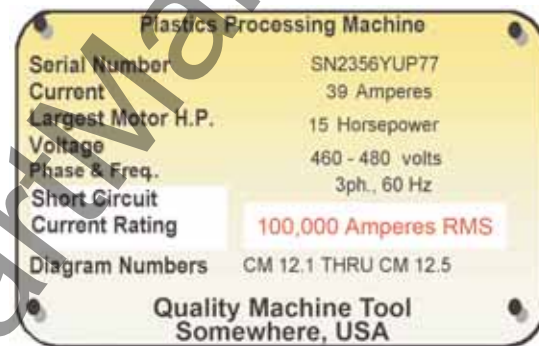 Plastics Processing Machine
Serial Number SN2356YUP77
Current 39 Amperes
Largest Motor H.P. 15 Horsepower
Voltage 460 - 480 volts
Phase & Freq. 3ph., 60 Hz
Short Circuit
Current Rating 100,000 Amperes RMS
Diagram Numbers CM 12.1 THRU CM 12.5
Quality Machine Tool
Somewhere, USA